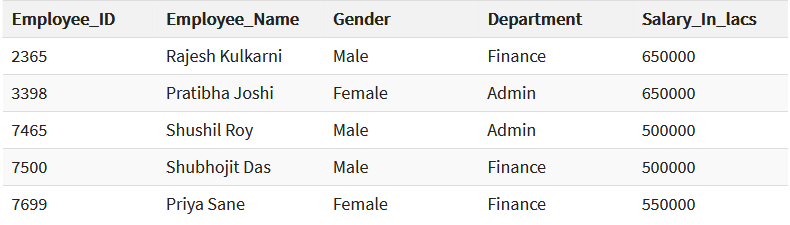 Employee_ID Employee_Name Gender Department Salary_In_lacs
2365 Rajesh Kulkarni Male Finance 650000
3398 Pratibha Joshi Female Admin 650000
7465 Shushil Roy Male Admin 500000
7500 Shubhojit Das Male Finance 500000
7699 Priya Sane Female Finance 550000